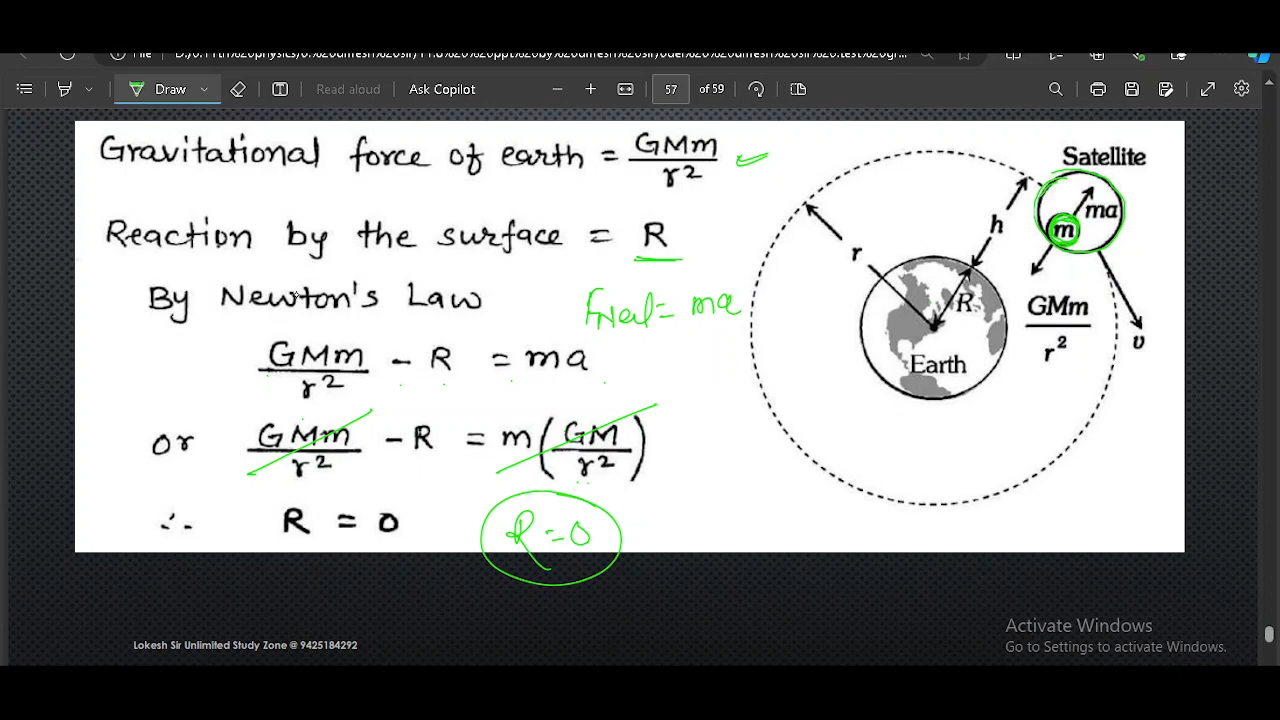 Draw
Read aloud
Ask Copilot
57 of 59
Gravitational force of earth = GMm/r²
Reaction by the surface = R
By Newton's Law
FNet = ma
GMm/r² - R = ma
or GMm/r² - R = m(GM/r²)
∴ R = 0
R = 0
Satellite
ma
m
h
r
R
GMm/r²
Earth
v
Lokesh Sir Unlimited Study Zone @ 9425184292
Activate Windows
Go to Settings to activate Windows.